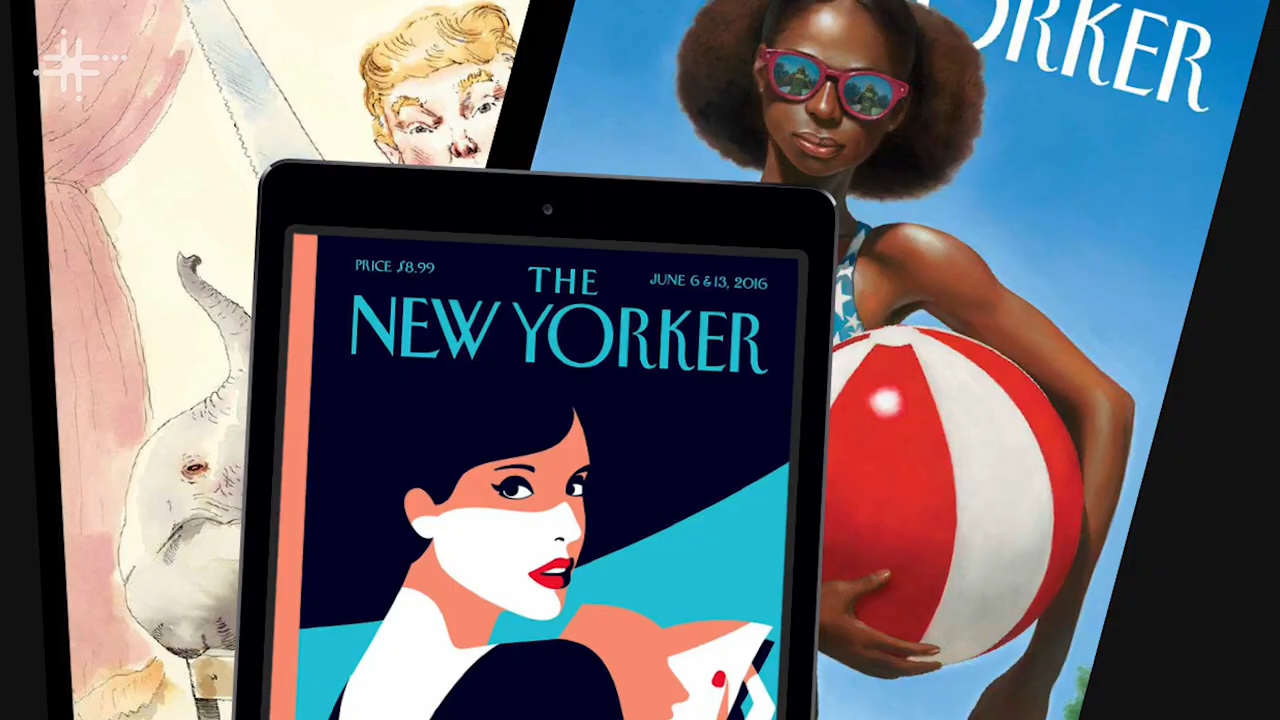 PRICE $8.99
THE
JUNE 6 & 13, 2016
NEW YORKER
ORKER